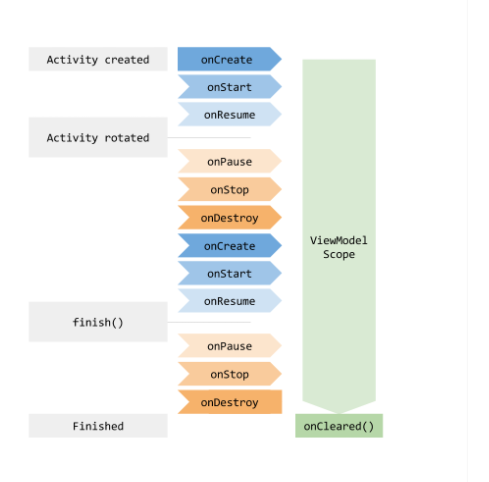 Activity created
onCreate
onStart
onResume
Activity rotated
onPause
onStop
onDestroy
onCreate
ViewModel
Scope
onStart
onResume
finish()
onPause
onStop
onDestroy
Finished
onCleared()